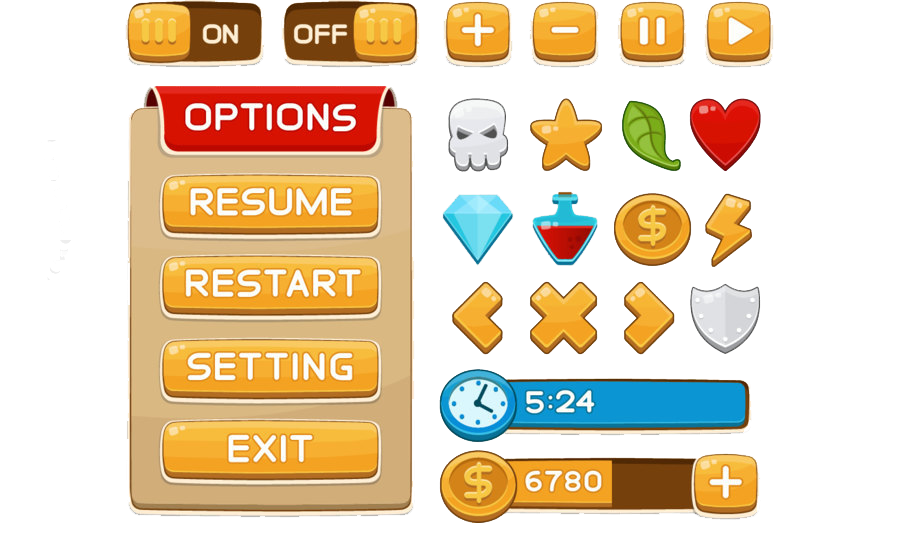 ON
OFF
OPTIONS
RESUME
RESTART
SETTING
EXIT
$
5:24
$ 6780